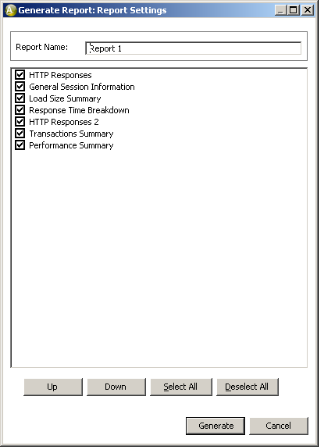 Generate Report: Report Settings
Report Name: Report 1
HTTP Responses
General Session Information
Load Size Summary
Response Time Breakdown
HTTP Responses 2
Transactions Summary
Performance Summary
Up Down Select All Deselect All
Generate Cancel